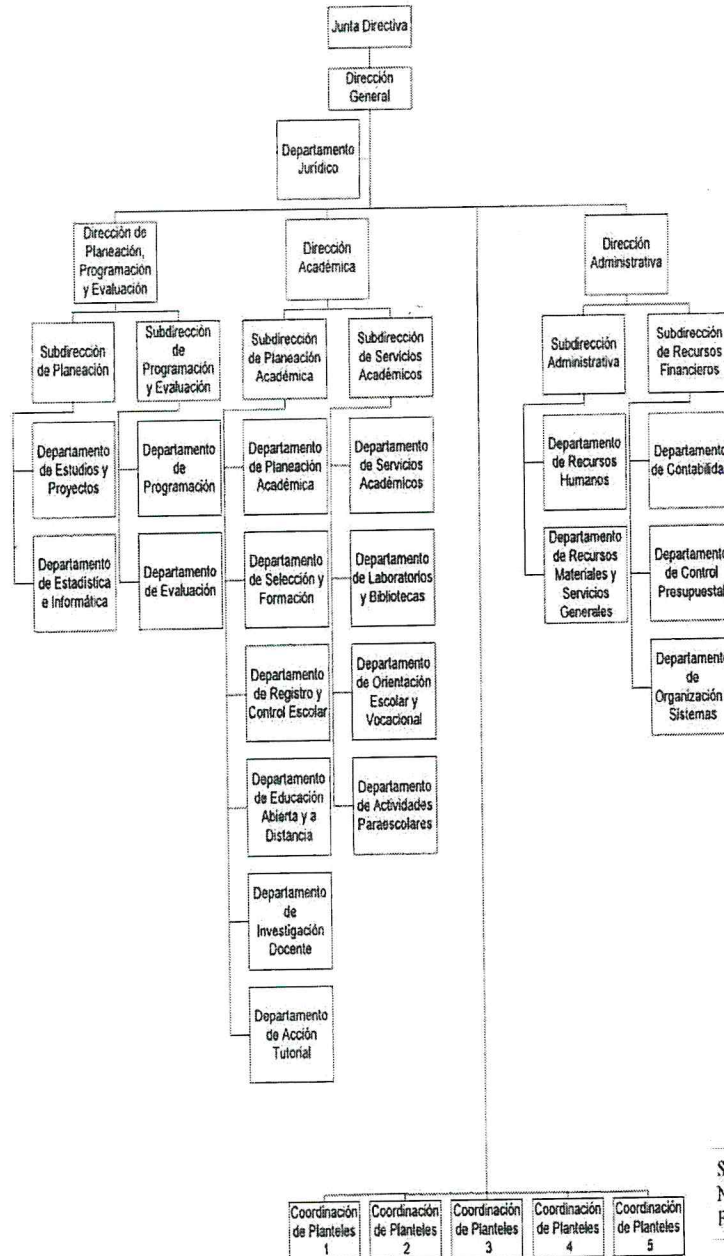 Junta Directiva
Dirección
General
Departamento
Jurídico
Dirección de
Planeación,
Programación
y Evaluación
Dirección
Académica
Dirección
Administrativa
Subdirección
de Planeación
Subdirección
de
Programación
y Evaluación
Subdirección
de Planeación
Académica
Subdirección
de Servicios
Académicos
Subdirección
Administrativa
Subdirección
de Recursos
Financieros
Departamento
de Estudios y
Proyectos
Departamento
de
Programación
Departamento
de Planeación
Académica
Departamento
de Servicios
Académicos
Departamento
de Recursos
Humanos
Departamento
de Contabilida
Departamento
de Estadística
e Informática
Departamento
de Evaluación
Departamento
de Selección y
Formación
Departamento
de Laboratorios
y Bibliotecas
Departamento
de Recursos
Materiales y
Servicios
Generales
Departamento
de Control
Presupuestal
Departamento
de Registro y
Control Escolar
Departamento
de Orientación
Escolar y
Vocacional
Departamento
de
Organización
Sistemas
Departamento
de Educación
Abierta y a
Distancia
Departamento
de Actividades
Paraescolares
Departamento
de
Investigación
Docente
Departamento
de Acción
Tutorial
Coordinación
de Planteles
1
Coordinación
de Planteles
2
Coordinación
de Planteles
3
Coordinación
de Planteles
4
Coordinación
de Planteles
5